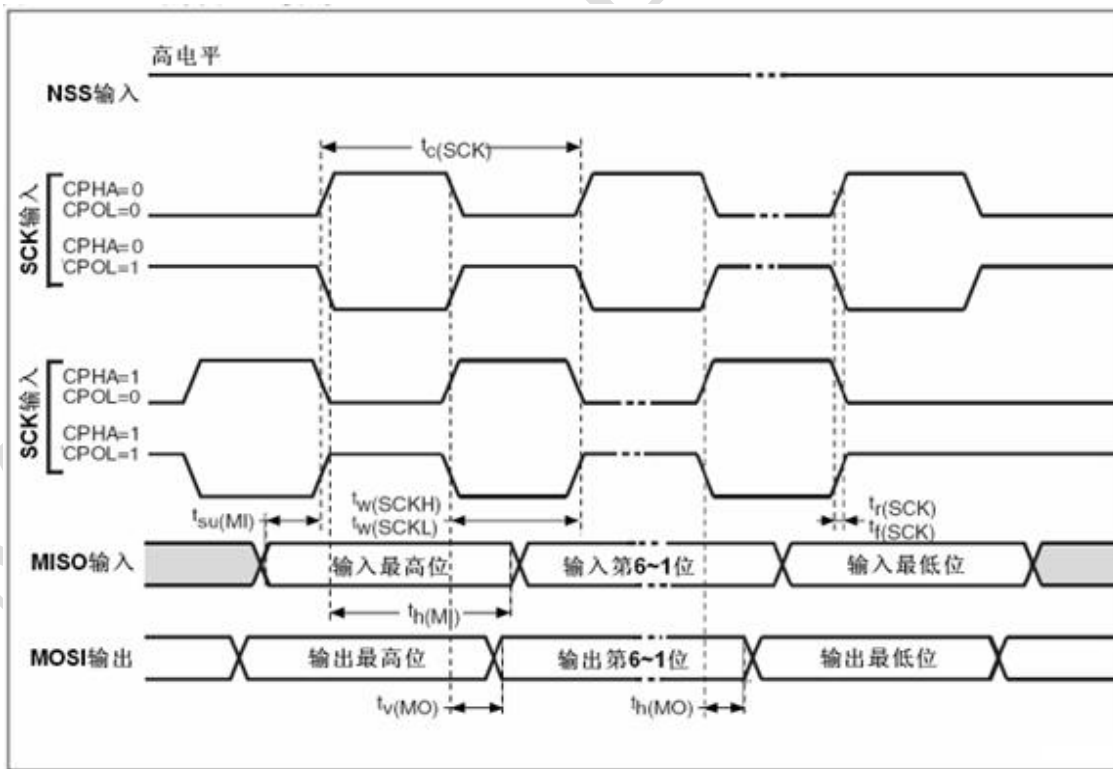 高电平
NSS输入
tc(SCK)
SCK输入
CPHA=0
CPOL=0
CPHA=0
CPOL=1
SCK输入
CPHA=1
CPOL=0
CPHA=1
CPOL=1
tsu(MI)
tw(SCKH)
tw(SCKL)
tr(SCK)
tf(SCK)
MISO输入
输入最高位
输入第6~1位
输入最低位
th(MI)
MOSI输出
输出最高位
输出第6~1位
输出最低位
tv(MO)
th(MO)